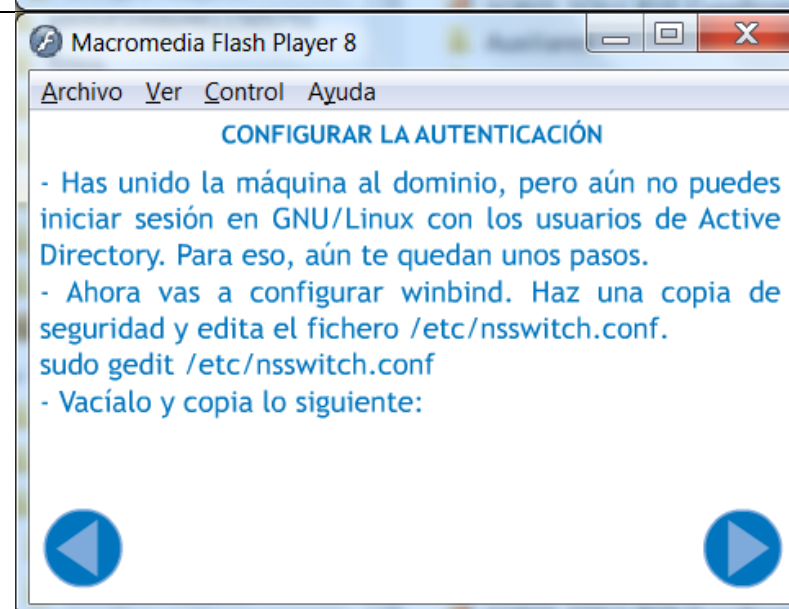 Macromedia Flash Player 8
Archivo Ver Control Ayuda
CONFIGURAR LA AUTENTICACIÓN
- Has unido la máquina al dominio, pero aún no puedes
iniciar sesión en GNU/Linux con los usuarios de Active
Directory. Para eso, aún te quedan unos pasos.
- Ahora vas a configurar winbind. Haz una copia de
seguridad y edita el fichero /etc/nsswitch.conf.
sudo gedit /etc/nsswitch.conf
- Vacíalo y copia lo siguiente: